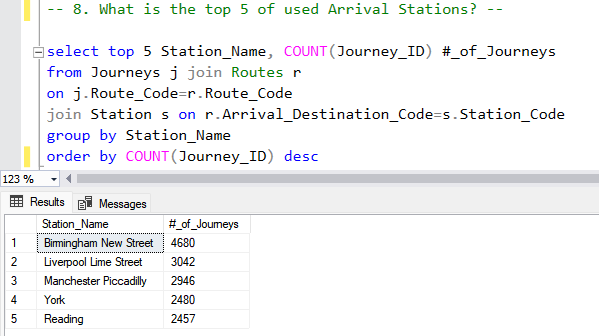 -- 8. What is the top 5 of used Arrival Stations? --
select top 5 Station_Name, COUNT(Journey_ID) #_of_Journeys
from Journeys j join Routes r
on j.Route_Code=r.Route_Code
join Station s on r.Arrival_Destination_Code=s.Station_Code
group by Station_Name
order by COUNT(Journey_ID) desc
123 %
Results Messages
Station_Name #_of_Journeys
1 Birmingham New Street 4680
2 Liverpool Lime Street 3042
3 Manchester Piccadilly 2946
4 York 2480
5 Reading 2457